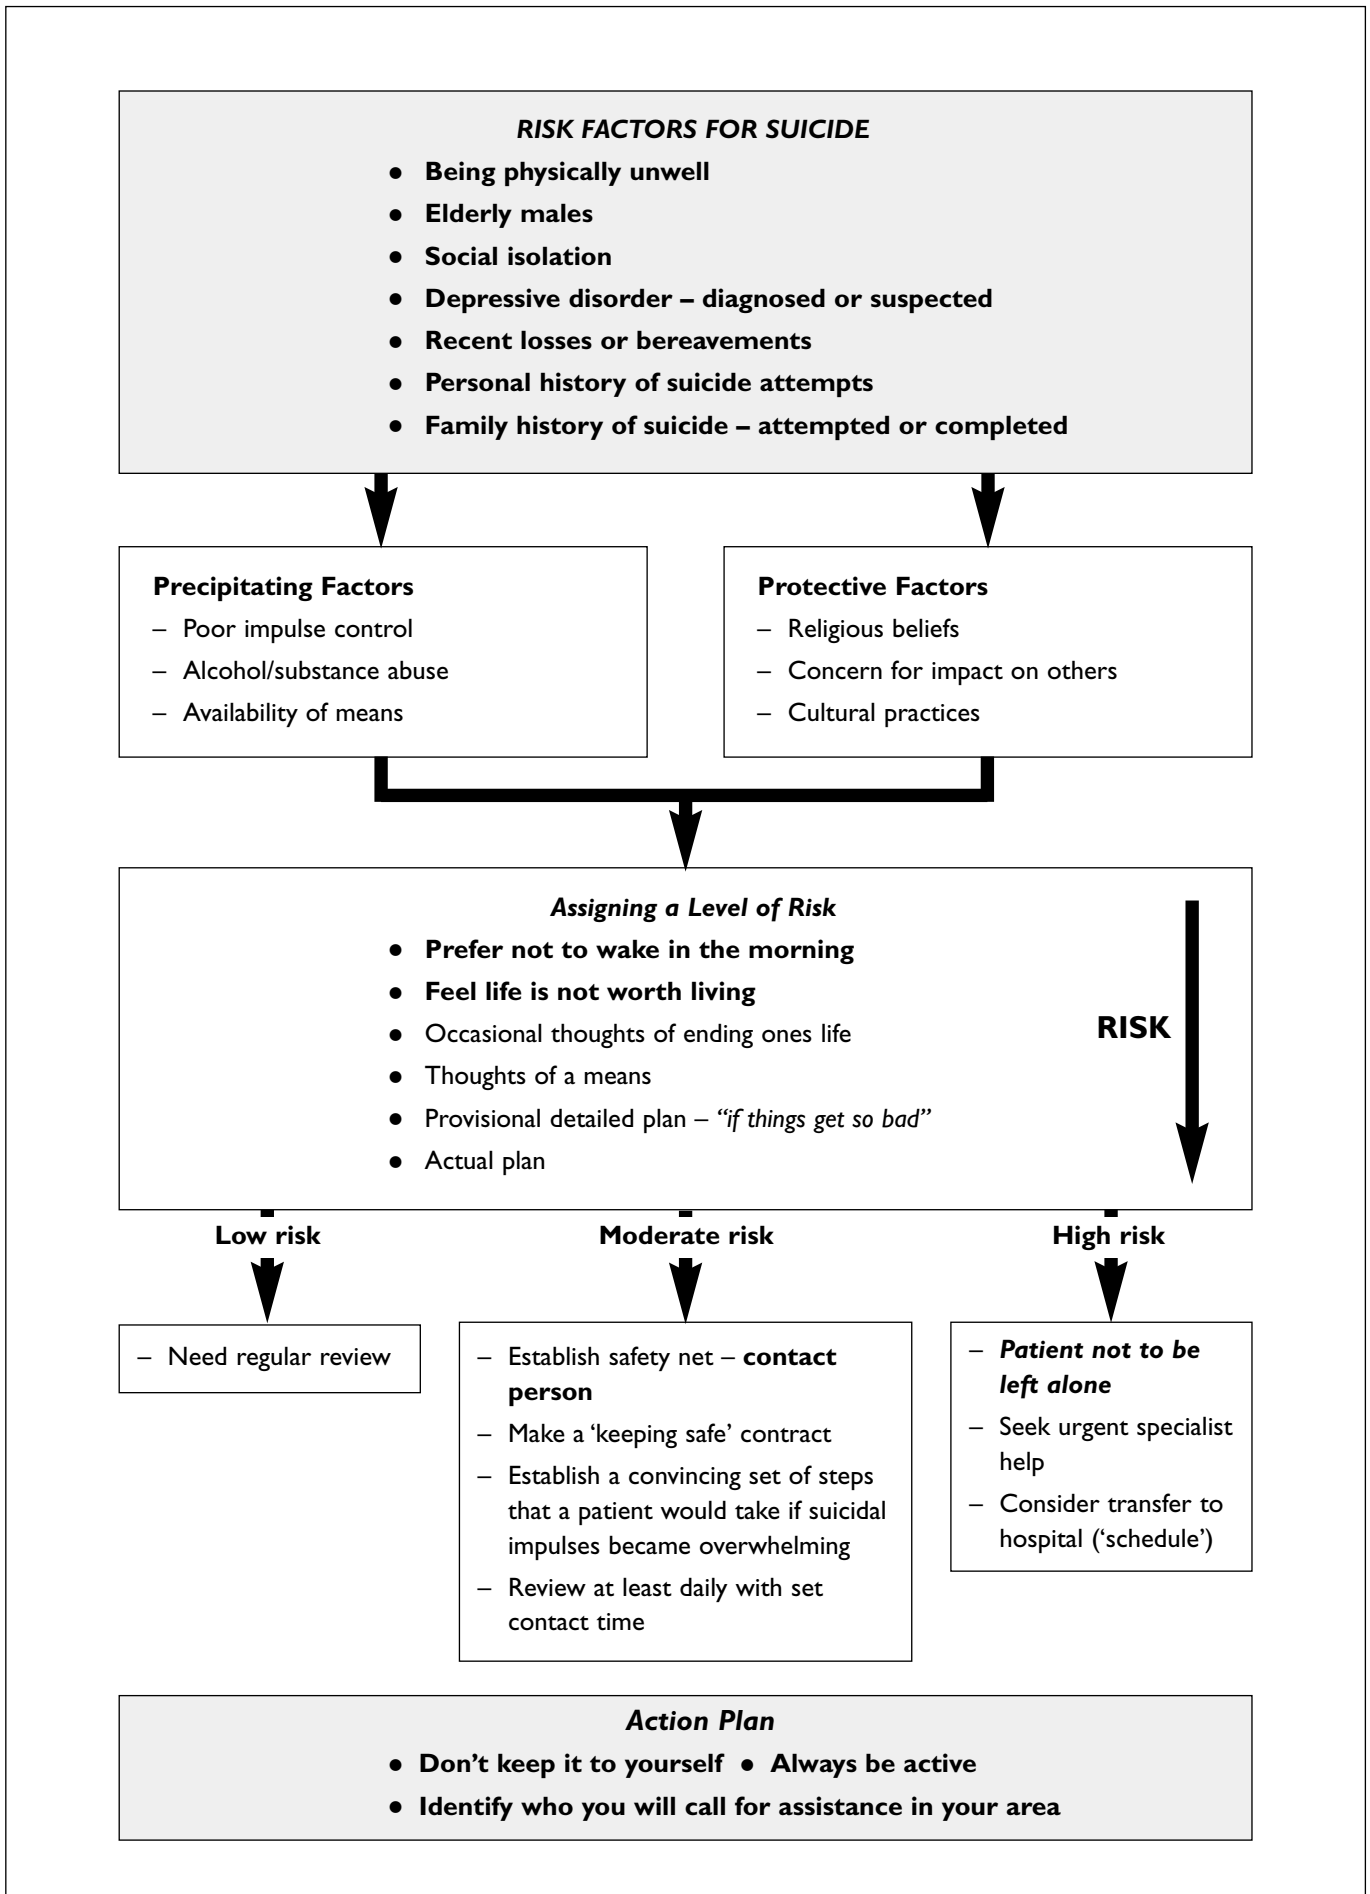 RISK FACTORS FOR SUICIDE
● Being physically unwell
● Elderly males
● Social isolation
● Depressive disorder – diagnosed or suspected
● Recent losses or bereavements
● Personal history of suicide attempts
● Family history of suicide – attempted or completed
Precipitating Factors
– Poor impulse control
– Alcohol/substance abuse
– Availability of means
Protective Factors
– Religious beliefs
– Concern for impact on others
– Cultural practices
Assigning a Level of Risk
● Prefer not to wake in the morning
● Feel life is not worth living
● Occasional thoughts of ending ones life
● Thoughts of a means
● Provisional detailed plan – “if things get so bad”
● Actual plan
RISK
Low risk
– Need regular review
Moderate risk
– Establish safety net – contact
person
– Make a ‘keeping safe’ contract
– Establish a convincing set of steps
that a patient would take if suicidal
impulses became overwhelming
– Review at least daily with set
contact time
High risk
– Patient not to be
left alone
– Seek urgent specialist
help
– Consider transfer to
hospital (‘schedule’)
Action Plan
● Don’t keep it to yourself ● Always be active
● Identify who you will call for assistance in your area